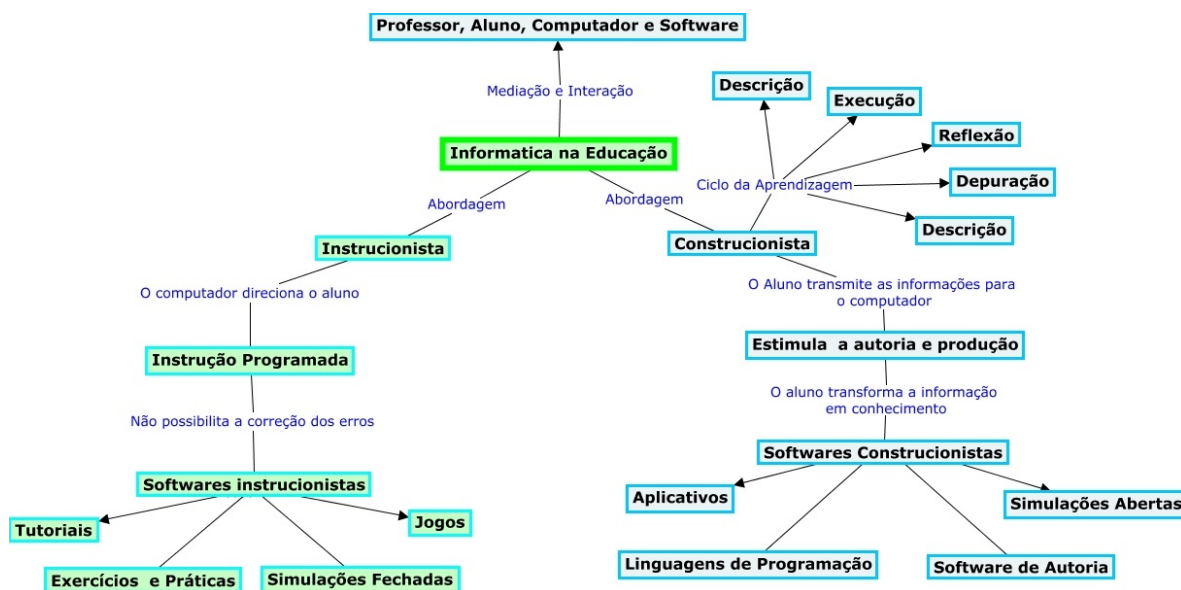 Professor, Aluno, Computador e Software
Mediação e Interação
Informatica na Educação
Abordagem
Abordagem
Instrucionista
O computador direciona o aluno
Instrução Programada
Não possibilita a correção dos erros
Softwares instrucionistas
Tutoriais
Exercícios e Práticas
Simulações Fechadas
Jogos
Construcionista
Ciclo da Aprendizagem
Descrição
Execução
Reflexão
Depuração
Descrição
O Aluno transmite as informações para
o computador
Estimula a autoria e produção
O aluno transforma a informação
em conhecimento
Softwares Construcionistas
Aplicativos
Linguagens de Programação
Software de Autoria
Simulações Abertas